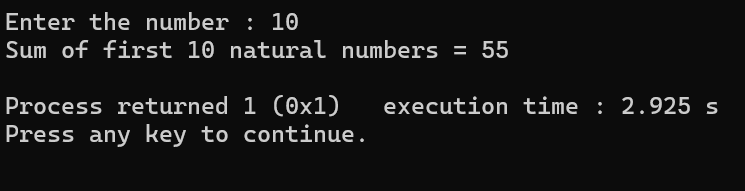 Enter the number : 10
Sum of first 10 natural numbers = 55
Process returned 1 (0x1)   execution time : 2.925 s
Press any key to continue.